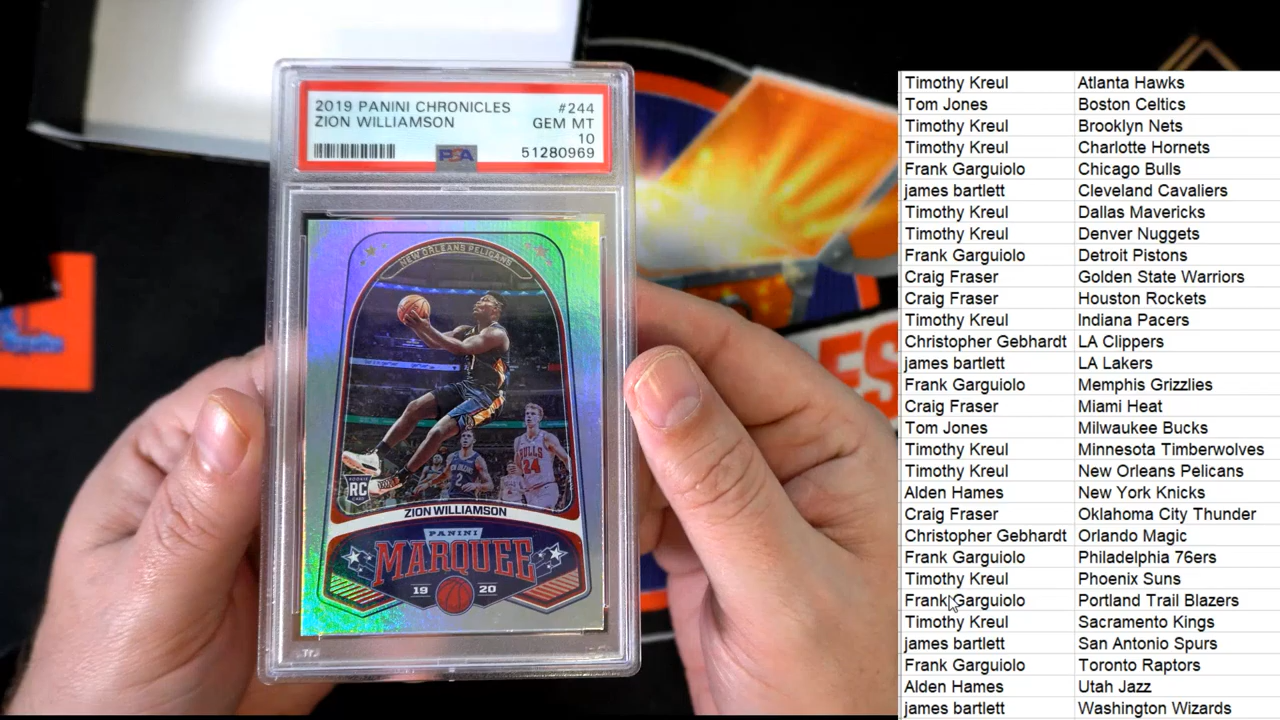 2019 PANINI CHRONICLES #244
ZION WILLIAMSON GEM MT
10
PSA 51280969
NEW ORLEANS PELICANS
BULLS
24
2
ROOKIE
RC
CARD
ZION WILLIAMSON
PANINI
MARQUEE
19 20
ES
Timothy Kreul Atlanta Hawks
Tom Jones Boston Celtics
Timothy Kreul Brooklyn Nets
Timothy Kreul Charlotte Hornets
Frank Garguiolo Chicago Bulls
james bartlett Cleveland Cavaliers
Timothy Kreul Dallas Mavericks
Timothy Kreul Denver Nuggets
Frank Garguiolo Detroit Pistons
Craig Fraser Golden State Warriors
Craig Fraser Houston Rockets
Timothy Kreul Indiana Pacers
Christopher Gebhardt LA Clippers
james bartlett LA Lakers
Frank Garguiolo Memphis Grizzlies
Craig Fraser Miami Heat
Tom Jones Milwaukee Bucks
Timothy Kreul Minnesota Timberwolves
Timothy Kreul New Orleans Pelicans
Alden Hames New York Knicks
Craig Fraser Oklahoma City Thunder
Christopher Gebhardt Orlando Magic
Frank Garguiolo Philadelphia 76ers
Timothy Kreul Phoenix Suns
Frank Garguiolo Portland Trail Blazers
Timothy Kreul Sacramento Kings
james bartlett San Antonio Spurs
Frank Garguiolo Toronto Raptors
Alden Hames Utah Jazz
james bartlett Washington Wizards